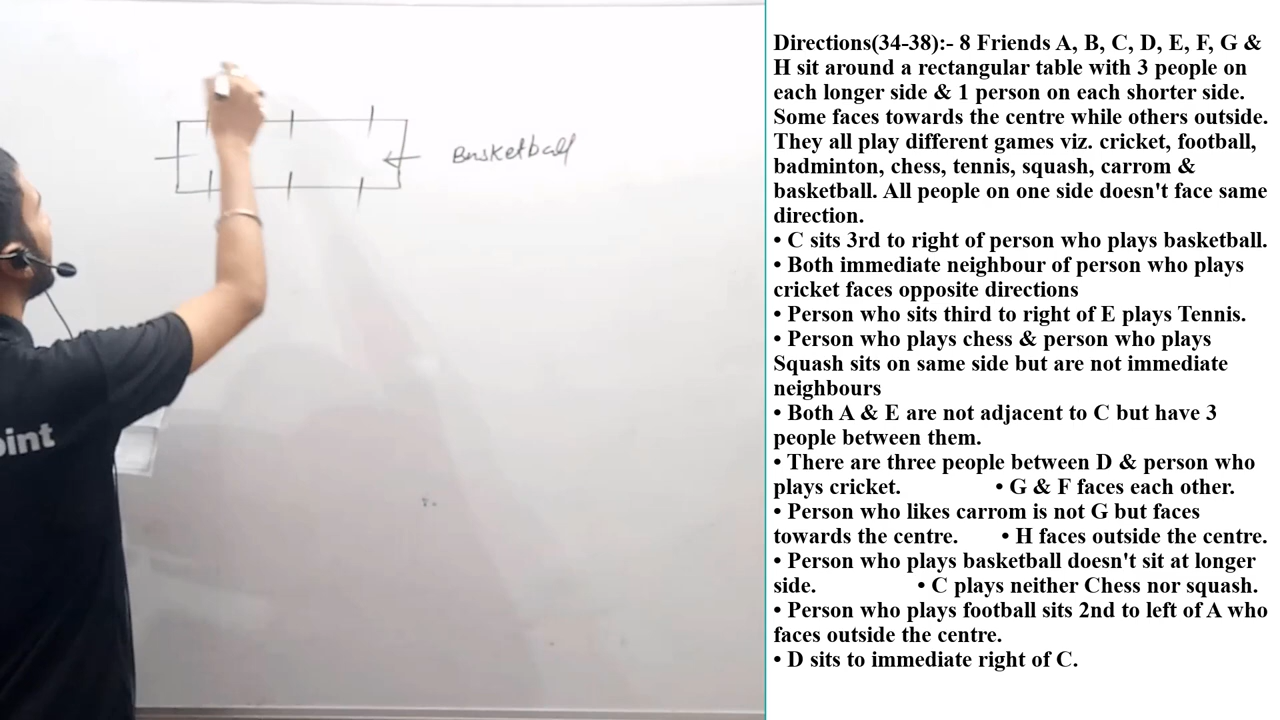 Basketball
oint
Directions(34-38):- 8 Friends A, B, C, D, E, F, G &
H sit around a rectangular table with 3 people on
each longer side & 1 person on each shorter side.
Some faces towards the centre while others outside.
They all play different games viz. cricket, football,
badminton, chess, tennis, squash, carrom &
basketball. All people on one side doesn't face same
direction.
• C sits 3rd to right of person who plays basketball.
• Both immediate neighbour of person who plays
cricket faces opposite directions
• Person who sits third to right of E plays Tennis.
• Person who plays chess & person who plays
Squash sits on same side but are not immediate
neighbours
• Both A & E are not adjacent to C but have 3
people between them.
• There are three people between D & person who
plays cricket. • G & F faces each other.
• Person who likes carrom is not G but faces
towards the centre. • H faces outside the centre.
• Person who plays basketball doesn't sit at longer
side. • C plays neither Chess nor squash.
• Person who plays football sits 2nd to left of A who
faces outside the centre.
• D sits to immediate right of C.